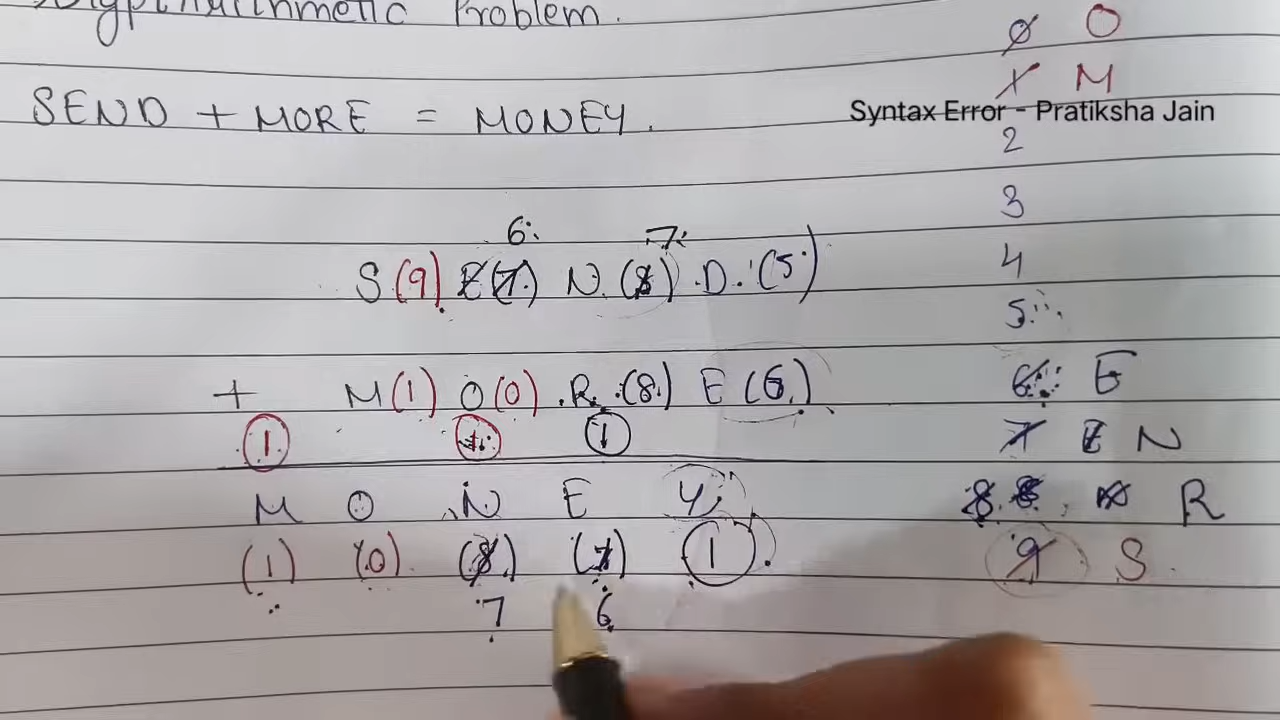 Problem.
SEND + MORE = MONEY.
Syntax Error - Pratiksha Jain
0 O
1 M
2
3
4
5
6 E
7 E N
8 R
9 S
6 7
S (9) E (7) N (8) D (5)
+ M (1) O (0) R (8) E (6)
1 1 1
M O N E Y
(1) (0) (8) (7) 1
7 6